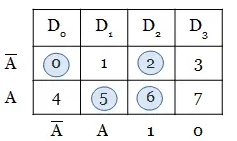 D₀ D₁ D₂ D₃
A̅ 0 1 2 3
A 4 5 6 7
A̅ A 1 0